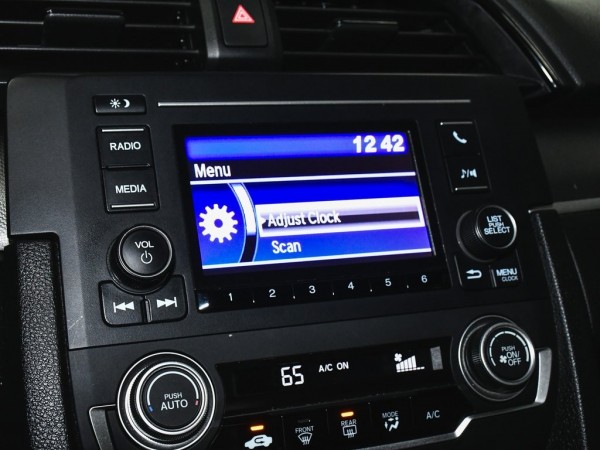 12 42
RADIO
Menu
MEDIA
LIST
PUSH
SELECT
Adjust Clock
VOL
Scan
MENU
CLOCK
1 . 2 . 3 . 4 . 5 . 6
65 A/C ON
PUSH
ON/
OFF
PUSH
AUTO
FRONT
REAR
MODE
A/C